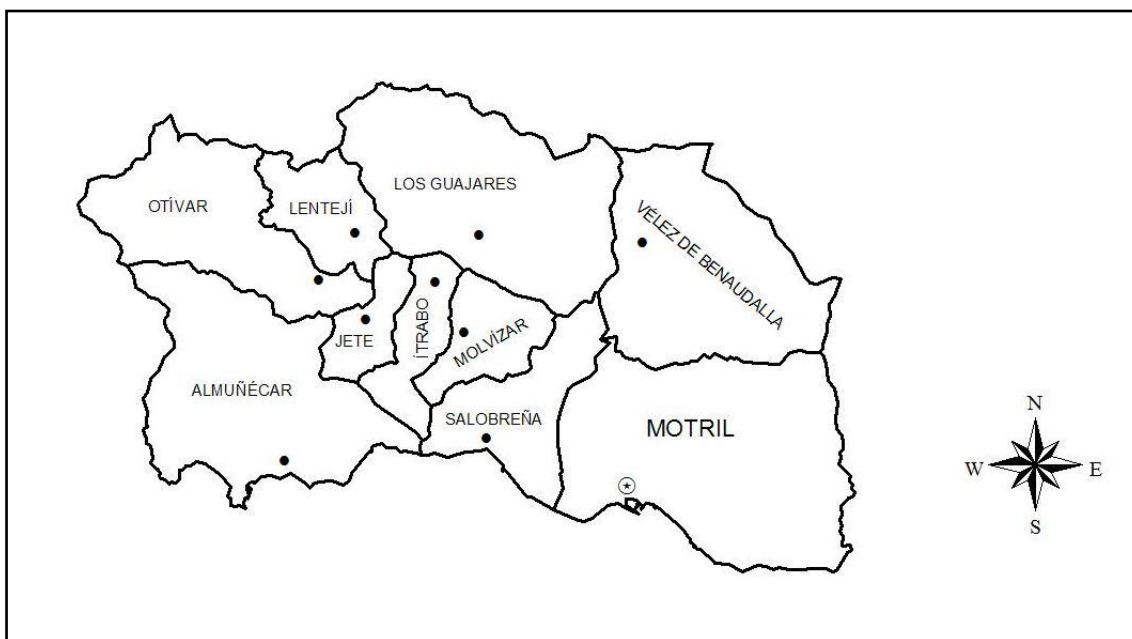 LOS GUAJARES
OTÍVAR
LENTEJÍ
VÉLEZ DE BENAUDALLA
JETE
ÍTRABO
MOLVÍZAR
ALMUÑÉCAR
SALOBREÑA
MOTRIL
N
W
E
S